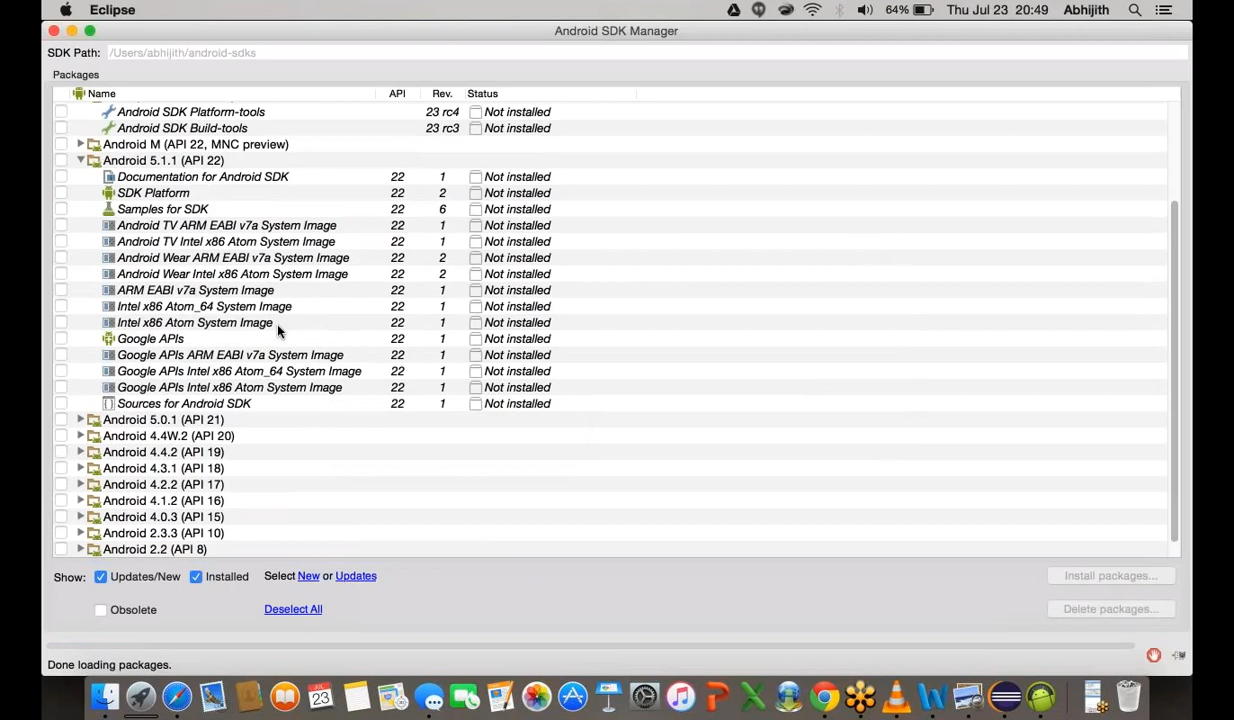 Eclipse 64% Thu Jul 23 20:49 Abhijith
Android SDK Manager
SDK Path: /Users/abhijith/android-sdks
Packages
Name API Rev. Status
Android SDK Platform-tools 23 rc4 Not installed
Android SDK Build-tools 23 rc3 Not installed
Android M (API 22, MNC preview)
Android 5.1.1 (API 22)
Documentation for Android SDK 22 1 Not installed
SDK Platform 22 2 Not installed
Samples for SDK 22 6 Not installed
Android TV ARM EABI v7a System Image 22 1 Not installed
Android TV Intel x86 Atom System Image 22 1 Not installed
Android Wear ARM EABI v7a System Image 22 2 Not installed
Android Wear Intel x86 Atom System Image 22 2 Not installed
ARM EABI v7a System Image 22 1 Not installed
Intel x86 Atom_64 System Image 22 1 Not installed
Intel x86 Atom System Image 22 1 Not installed
Google APIs 22 1 Not installed
Google APIs ARM EABI v7a System Image 22 1 Not installed
Google APIs Intel x86 Atom_64 System Image 22 1 Not installed
Google APIs Intel x86 Atom System Image 22 1 Not installed
Sources for Android SDK 22 1 Not installed
Android 5.0.1 (API 21)
Android 4.4W.2 (API 20)
Android 4.4.2 (API 19)
Android 4.3.1 (API 18)
Android 4.2.2 (API 17)
Android 4.1.2 (API 16)
Android 4.0.3 (API 15)
Android 2.3.3 (API 10)
Android 2.2 (API 8)
Show: Updates/New Installed Select New or Updates Install packages...
Obsolete Deselect All Delete packages...
Done loading packages.
JUL
23